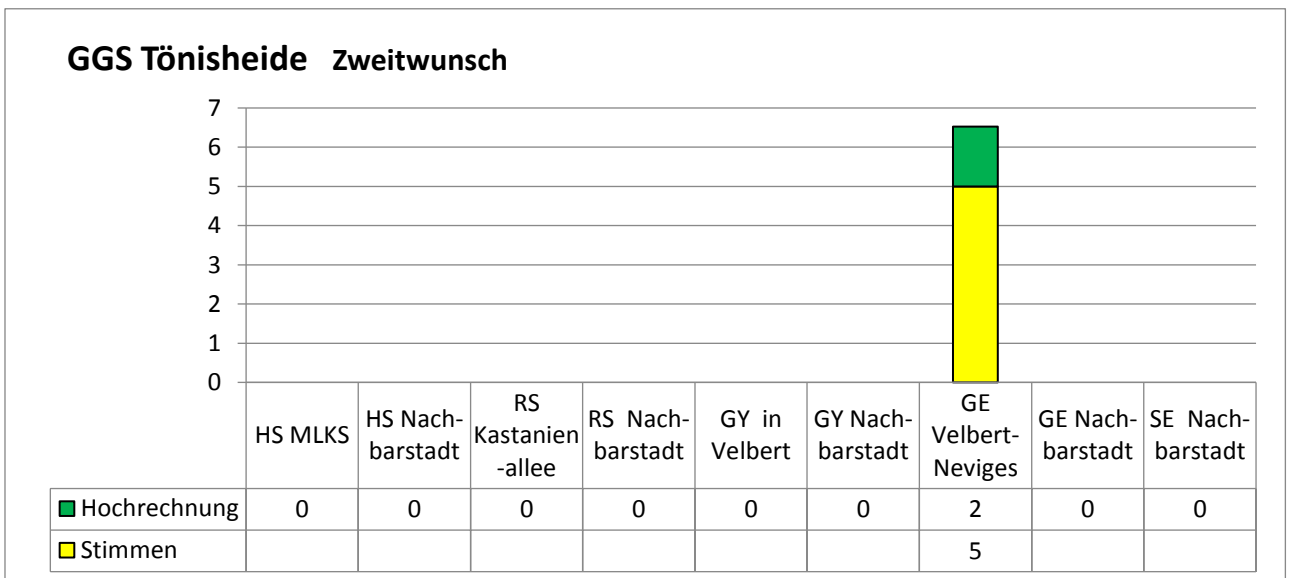 GGS Tönisheide Zweitwunsch
7
6
5
4
3
2
1
0
HS MLKS
HS Nach-
barstadt
RS
Kastanien
-allee
RS Nach-
barstadt
GY in
Velbert
GY Nach-
barstadt
GE
Velbert-
Neviges
GE Nach-
barstadt
SE Nach-
barstadt
Hochrechnung 0 0 0 0 0 0 2 0 0
Stimmen 5